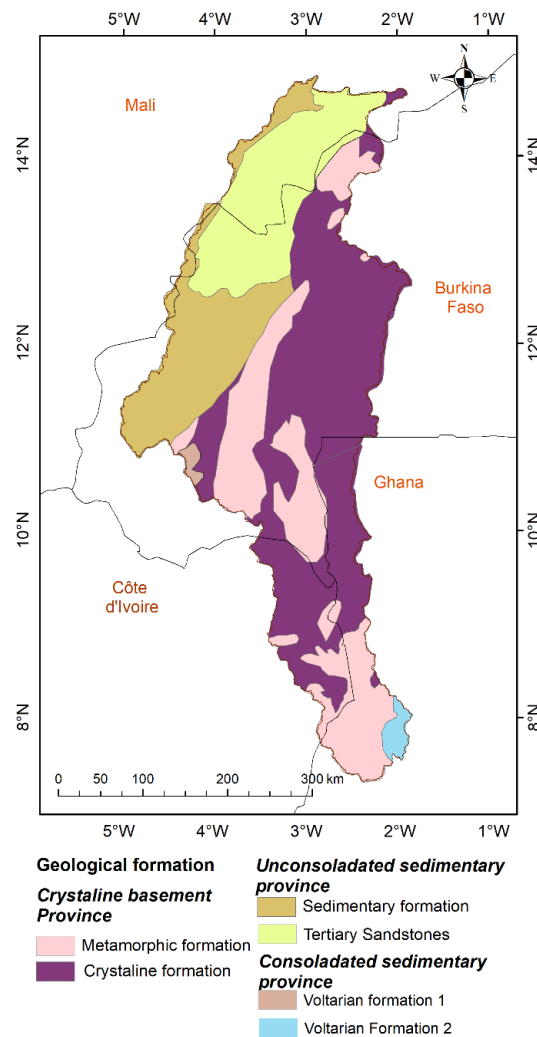 5°W 4°W 3°W 2°W 1°W
N
W E
S
Mali
14°N 14°N
Burkina
Faso
12°N 12°N
Ghana
10°N 10°N
Côte
d'Ivoire
8°N 8°N
0 50 100 200 300 km
5°W 4°W 3°W 2°W 1°W
Geological formation
Crystaline basement
Province
Metamorphic formation
Crystaline formation
Unconsoladated sedimentary
province
Sedimentary formation
Tertiary Sandstones
Consoladated sedimentary
province
Voltarian formation 1
Voltarian Formation 2